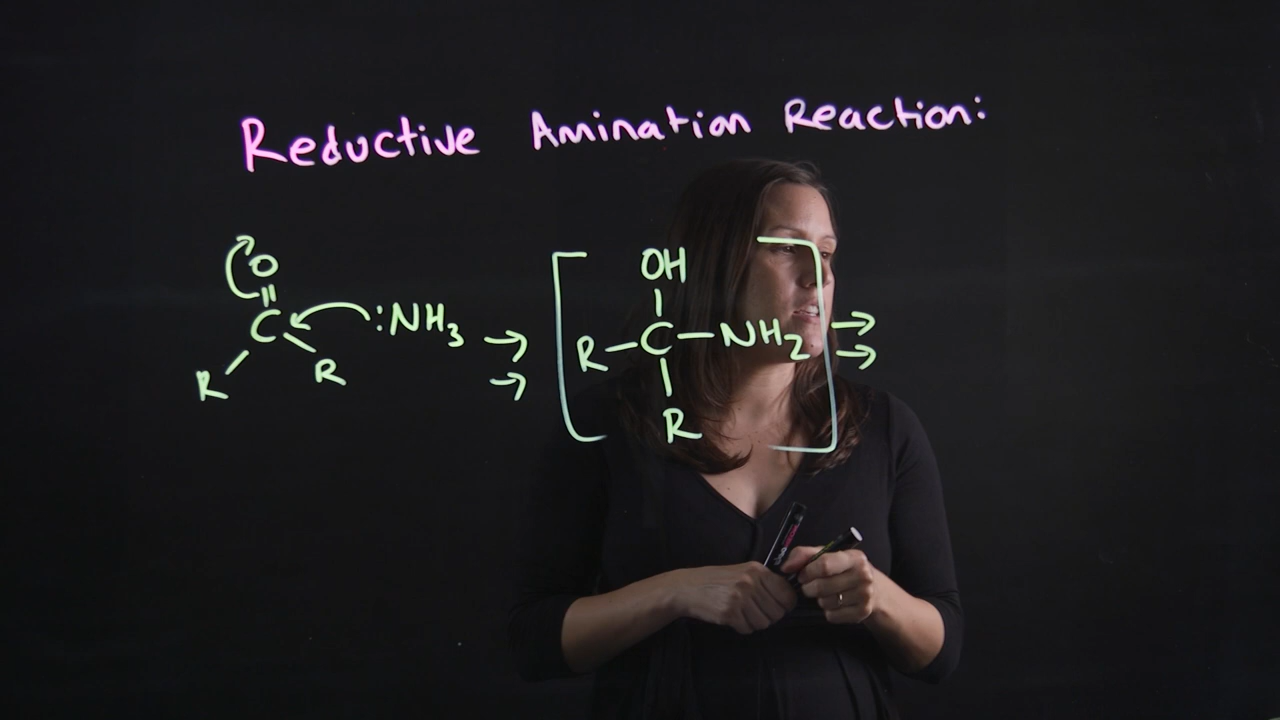 Reductive Amination Reaction:
O
||
C
R
R
:NH3
→
→
[
OH
|
R—C—NH2
|
R
]
→
→